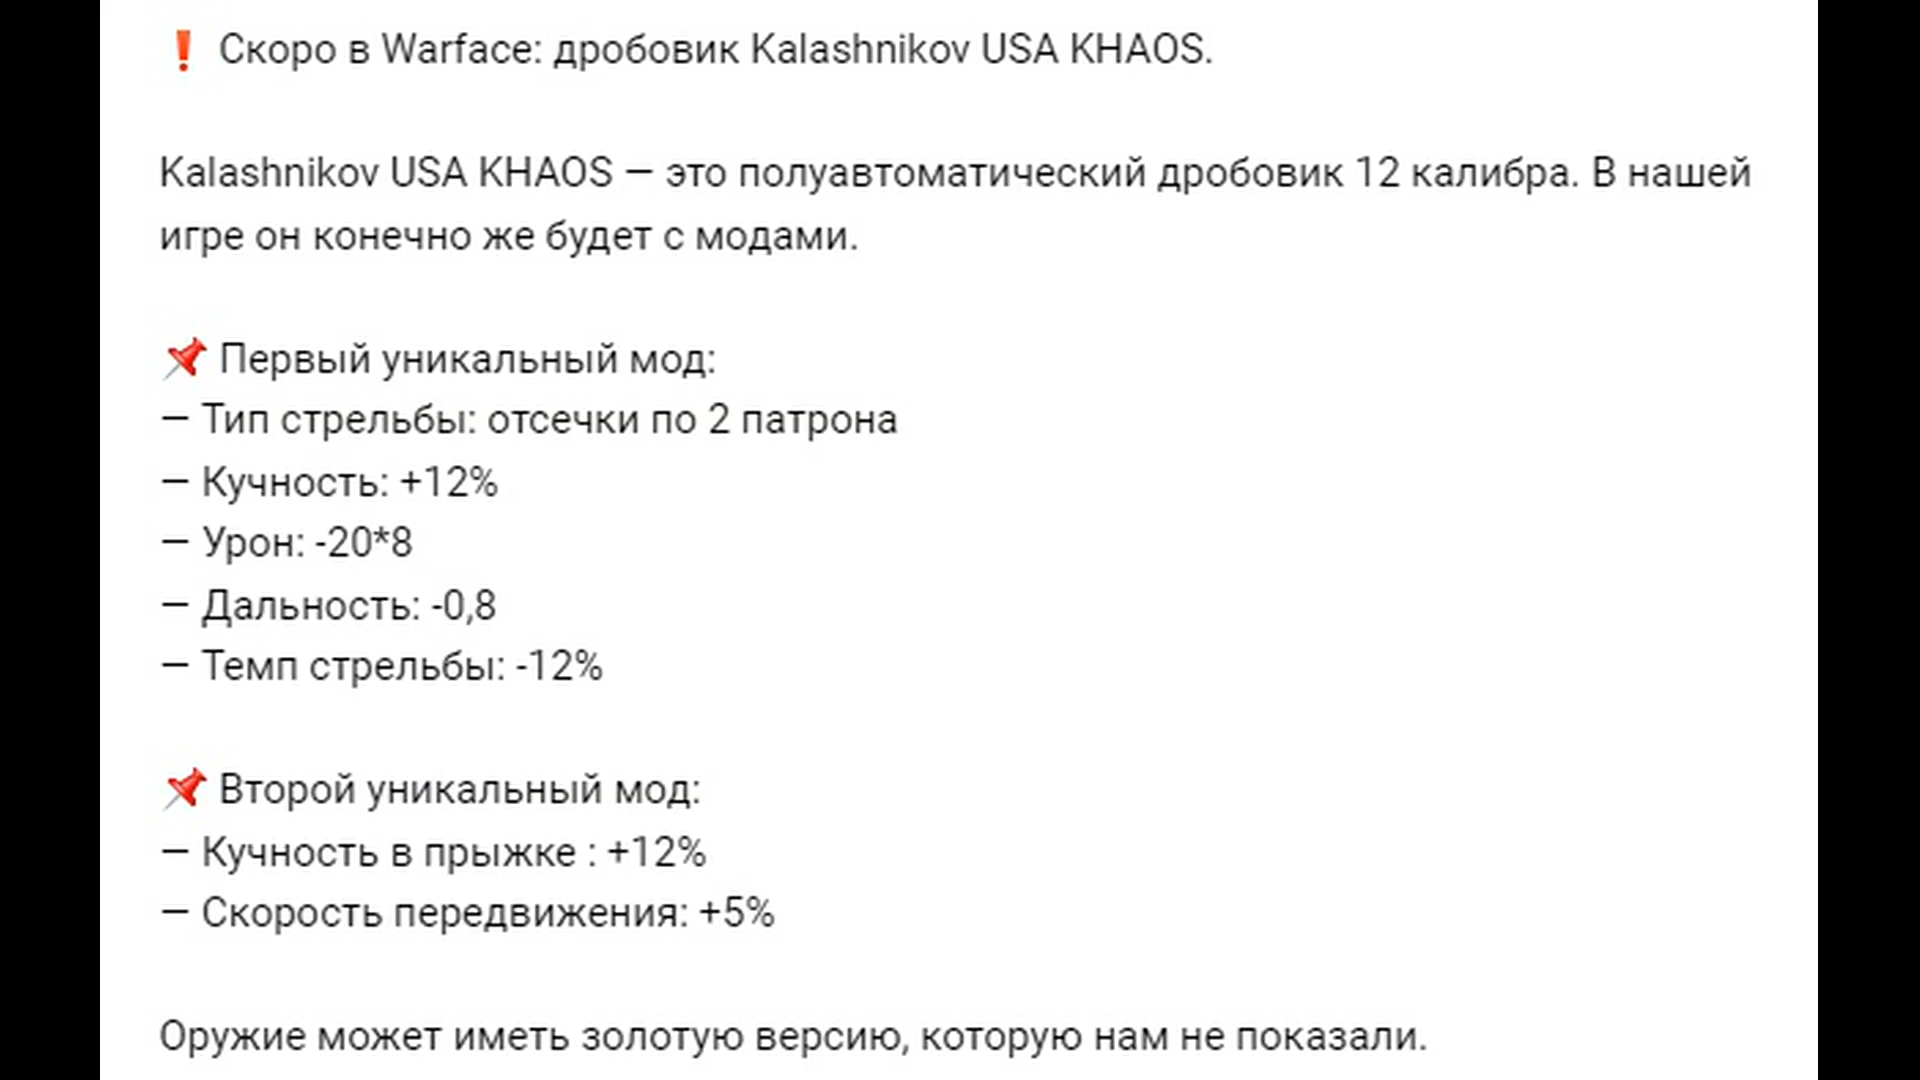 ❗ Скоро в Warface: дробовик Kalashnikov USA KHAOS.
Kalashnikov USA KHAOS — это полуавтоматический дробовик 12 калибра. В нашей
игре он конечно же будет с модами.
📌 Первый уникальный мод:
— Тип стрельбы: отсечки по 2 патрона
— Кучность: +12%
— Урон: -20*8
— Дальность: -0,8
— Темп стрельбы: -12%
📌 Второй уникальный мод:
— Кучность в прыжке : +12%
— Скорость передвижения: +5%
Оружие может иметь золотую версию, которую нам не показали.